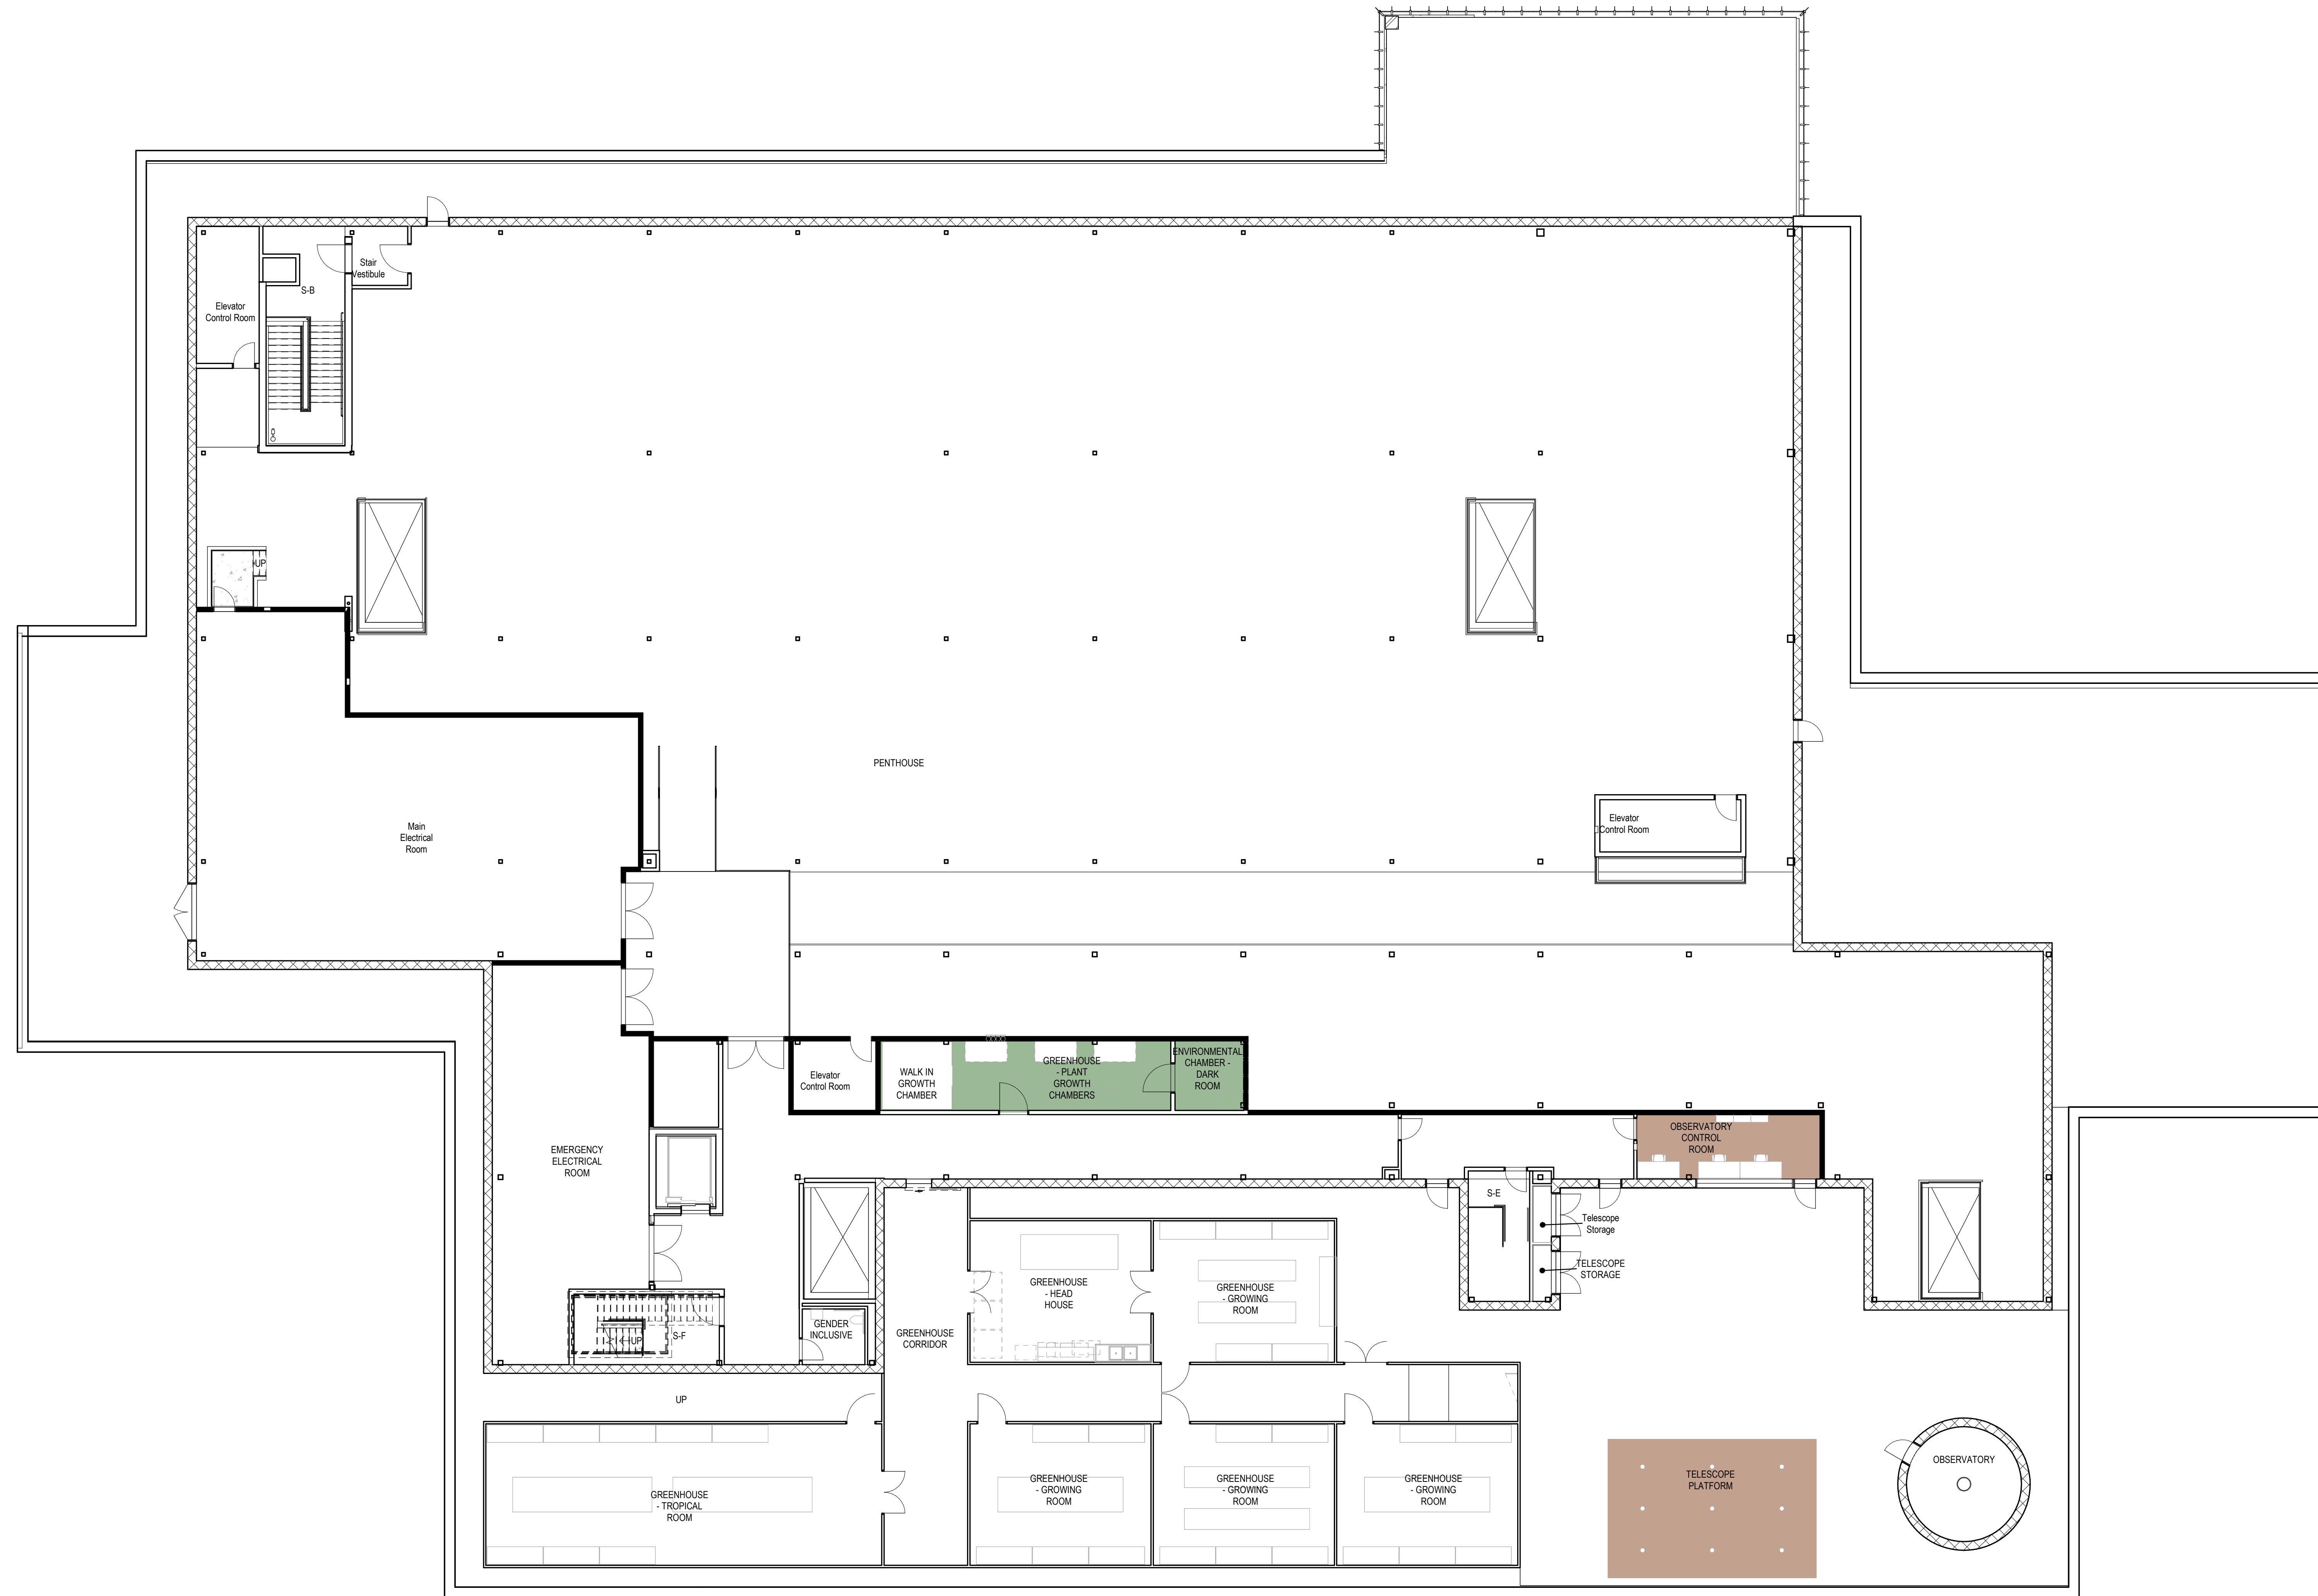 Stair
Vestibule
S-B
Elevator
Control Room
UP
PENTHOUSE
Main
Electrical
Room
Elevator
Control Room
Elevator
Control Room
WALK IN
GROWTH
CHAMBER
GREENHOUSE
- PLANT
GROWTH
CHAMBERS
ENVIRONMENTAL
CHAMBER -
DARK
ROOM
OBSERVATORY
CONTROL
ROOM
EMERGENCY
ELECTRICAL
ROOM
S-E
Telescope
Storage
TELESCOPE
STORAGE
GREENHOUSE
- HEAD
HOUSE
GREENHOUSE
- GROWING
ROOM
GENDER
INCLUSIVE
GREENHOUSE
CORRIDOR
S-F
UP
UP
OBSERVATORY
TELESCOPE
PLATFORM
GREENHOUSE
- TROPICAL
ROOM
GREENHOUSE
- GROWING
ROOM
GREENHOUSE
- GROWING
ROOM
GREENHOUSE
- GROWING
ROOM